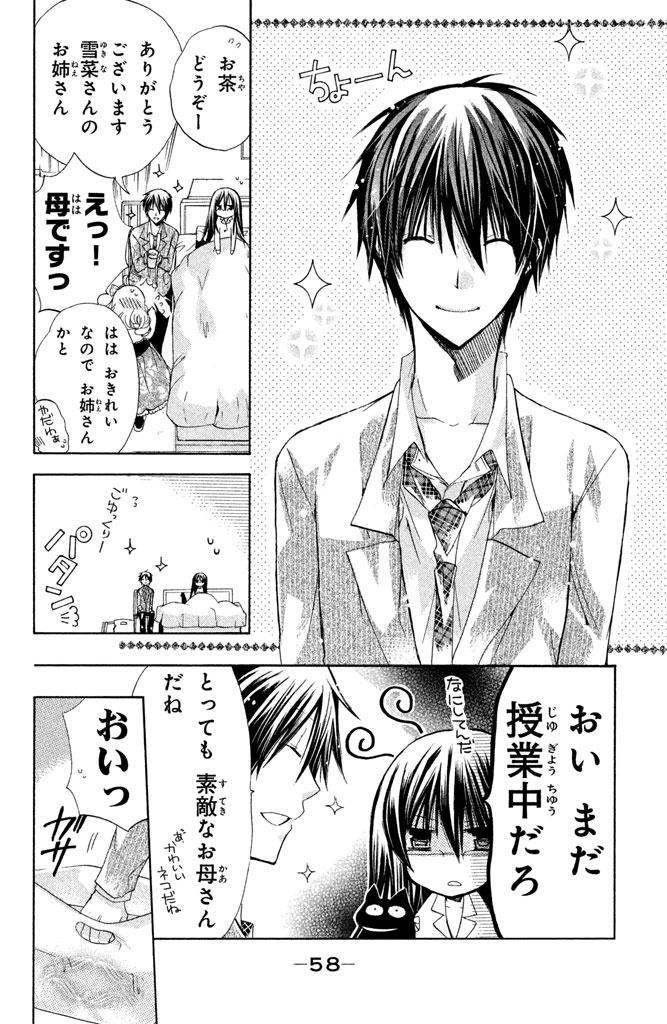 ちょーん
お茶
どうぞー
ありがとう
ございます
雪菜さんの
お姉さん
えっ!
母ですっ
はは おきれい
なので お姉さん
かと
やだわぁ
ごゆっくりー
パタン
おい まだ
授業中だろ
なにしてんだ
とっても 素敵なお母さん
だね
あ、かわいい
ネコだね
おいっ
ガサ
—58—